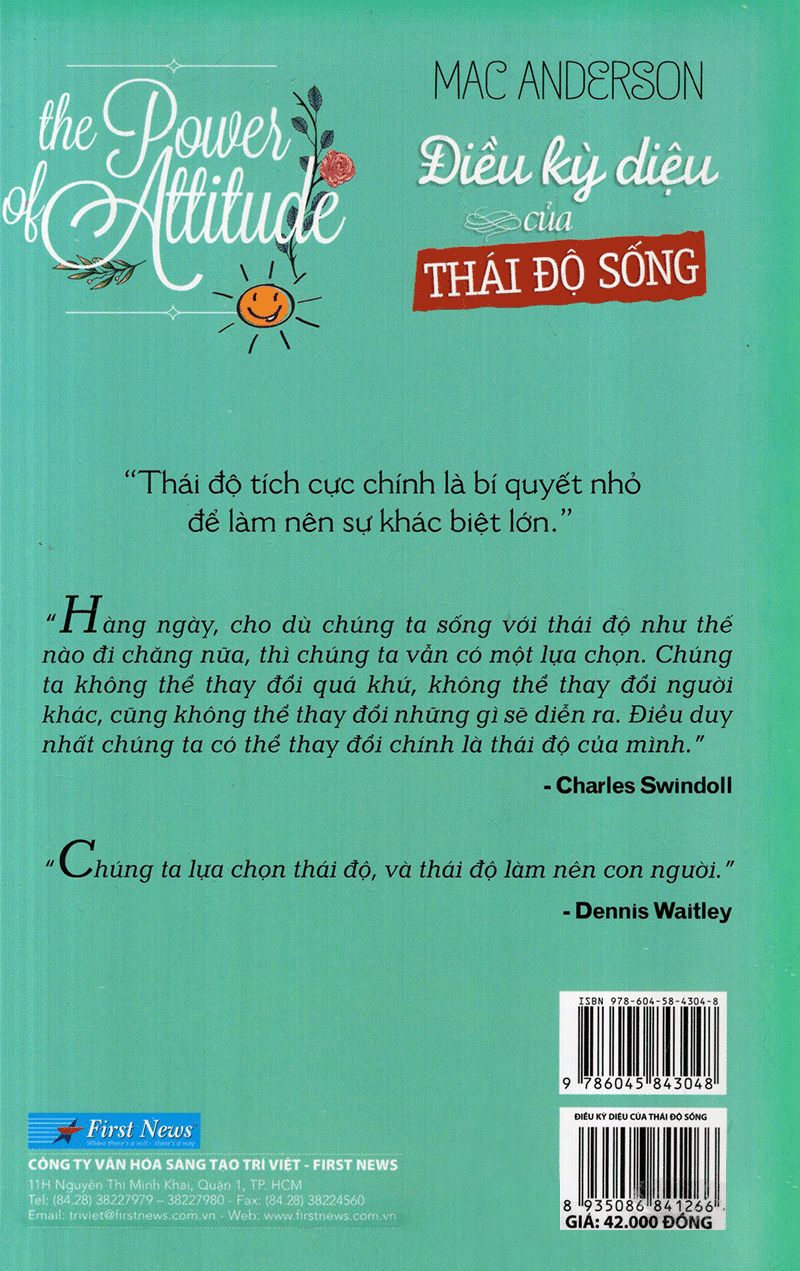 the Power
of Attitude
MAC ANDERSON
Điều kỳ diệu
của
THÁI ĐỘ SỐNG
“Thái độ tích cực chính là bí quyết nhỏ
để làm nên sự khác biệt lớn.”
“Hàng ngày, cho dù chúng ta sống với thái độ như thế
nào đi chăng nữa, thì chúng ta vẫn có một lựa chọn. Chúng
ta không thể thay đổi quá khứ, không thể thay đổi người
khác, cũng không thể thay đổi những gì sẽ diễn ra. Điều duy
nhất chúng ta có thể thay đổi chính là thái độ của mình.”
- Charles Swindoll
“Chúng ta lựa chọn thái độ, và thái độ làm nên con người.”
- Dennis Waitley
ISBN 978-604-58-4304-8
9 786045 843048
First News
Where there's a will - there's a way
CÔNG TY VĂN HÓA SÁNG TẠO TRÍ VIỆT - FIRST NEWS
11H Nguyễn Thị Minh Khai, Quận 1, TP. HCM
Tel: (84.28) 38227979 – 38227980 - Fax: (84.28) 38224560
Email: triviet@firstnews.com.vn - Web: www.firstnews.com.vn
ĐIỀU KỲ DIỆU CỦA THÁI ĐỘ SỐNG
8 935086 841266
GIÁ: 42.000 ĐỒNG